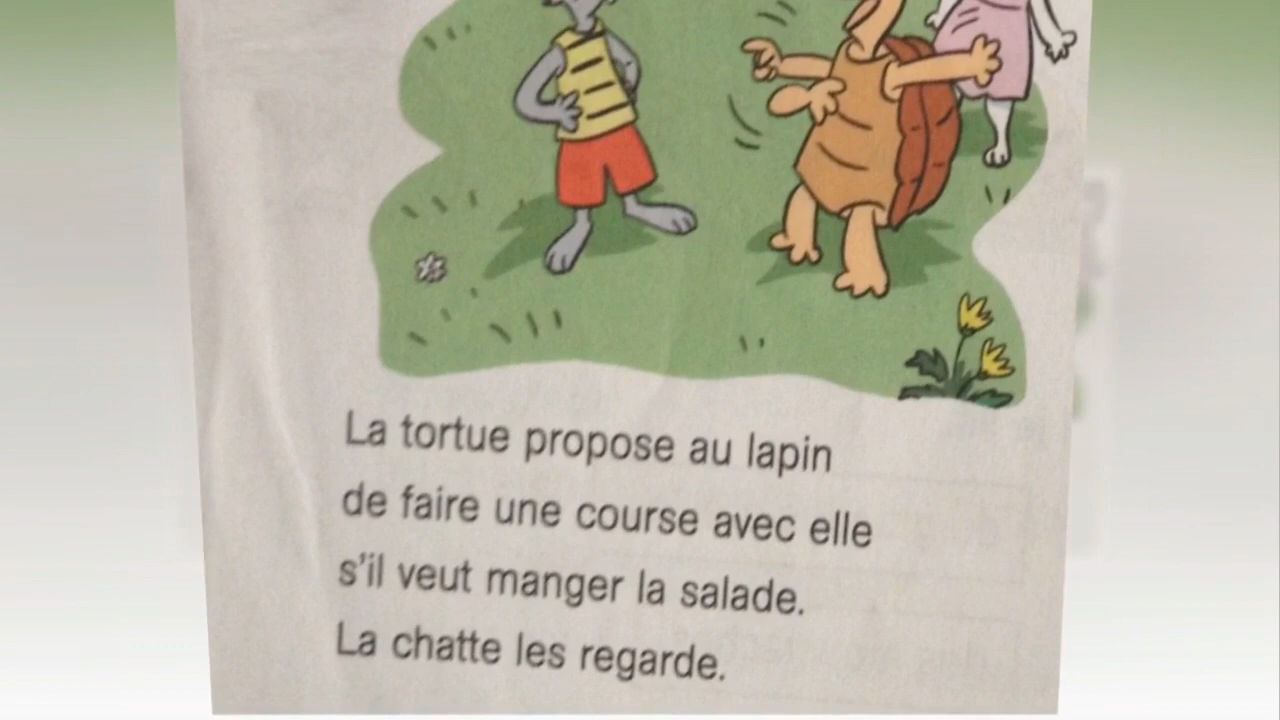 La tortue propose au lapin
de faire une course avec elle
s'il veut manger la salade.
La chatte les regarde.